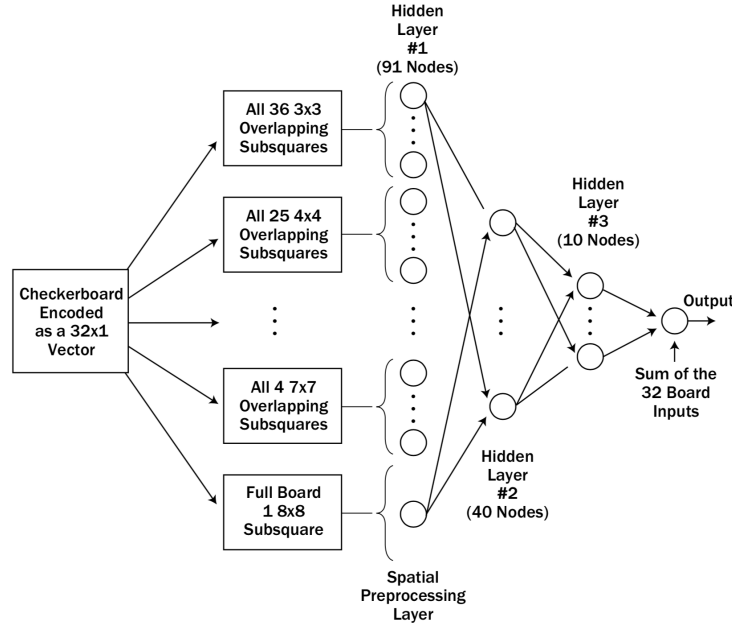 Hidden
Layer
#1
(91 Nodes)
All 36 3x3
Overlapping
Subsquares
All 25 4x4
Overlapping
Subsquares
Hidden
Layer
#3
(10 Nodes)
Checkerboard
Encoded
as a 32x1
Vector
Output
Sum of the
32 Board
Inputs
All 4 7x7
Overlapping
Subsquares
Hidden
Layer
#2
(40 Nodes)
Full Board
1 8x8
Subsquare
Spatial
Preprocessing
Layer